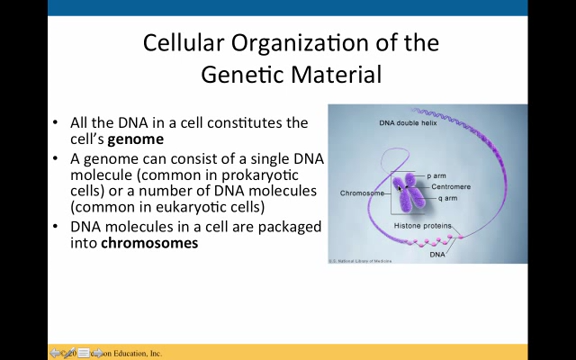 Cellular Organization of the
Genetic Material
• All the DNA in a cell constitutes the
cell's genome
• A genome can consist of a single DNA
molecule (common in prokaryotic
cells) or a number of DNA molecules
(common in eukaryotic cells)
• DNA molecules in a cell are packaged
into chromosomes
DNA double helix
p arm
Chromosome
Centromere
q arm
Histone proteins
DNA
U.S. National Library of Medicine
Education, Inc.